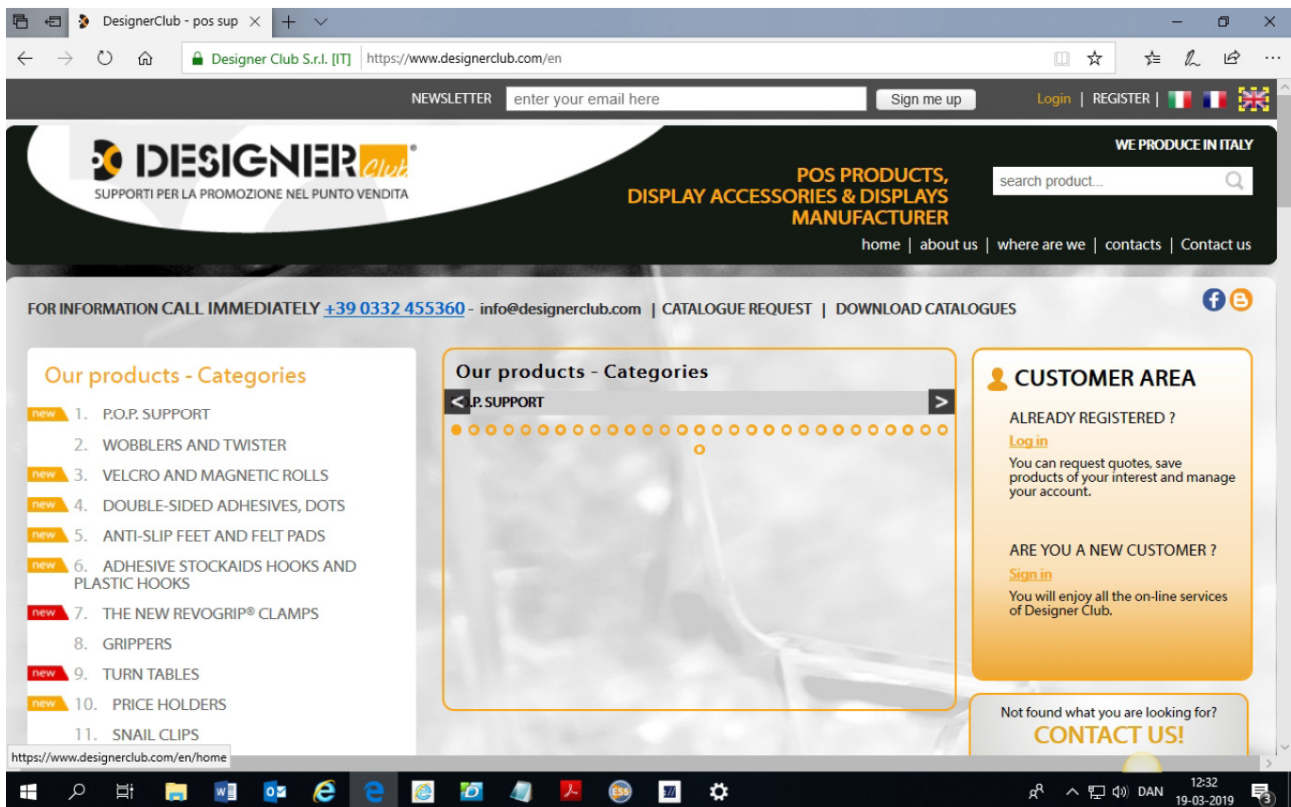 DesignerClub - pos sup
Designer Club S.r.l. [IT] https://www.designerclub.com/en
NEWSLETTER enter your email here Sign me up Login | REGISTER |
WE PRODUCE IN ITALY
DESIGNER Club ®
SUPPORTI PER LA PROMOZIONE NEL PUNTO VENDITA
POS PRODUCTS,
DISPLAY ACCESSORIES & DISPLAYS
MANUFACTURER
search product...
home | about us | where are we | contacts | Contact us
FOR INFORMATION CALL IMMEDIATELY +39 0332 455360 - info@designerclub.com | CATALOGUE REQUEST | DOWNLOAD CATALOGUES
Our products - Categories
new 1. P.O.P. SUPPORT
2. WOBBLERS AND TWISTER
new 3. VELCRO AND MAGNETIC ROLLS
new 4. DOUBLE-SIDED ADHESIVES, DOTS
new 5. ANTI-SLIP FEET AND FELT PADS
new 6. ADHESIVE STOCKAIDS HOOKS AND
PLASTIC HOOKS
new 7. THE NEW REVOGRIP® CLAMPS
8. GRIPPERS
new 9. TURN TABLES
new 10. PRICE HOLDERS
11. SNAIL CLIPS
Our products - Categories
< .P. SUPPORT >
CUSTOMER AREA
ALREADY REGISTERED ?
Log in
You can request quotes, save
products of your interest and manage
your account.
ARE YOU A NEW CUSTOMER ?
Sign in
You will enjoy all the on-line services
of Designer Club.
Not found what you are looking for?
CONTACT US!
https://www.designerclub.com/en/home
ESS
DAN
12:32
19-03-2019
3